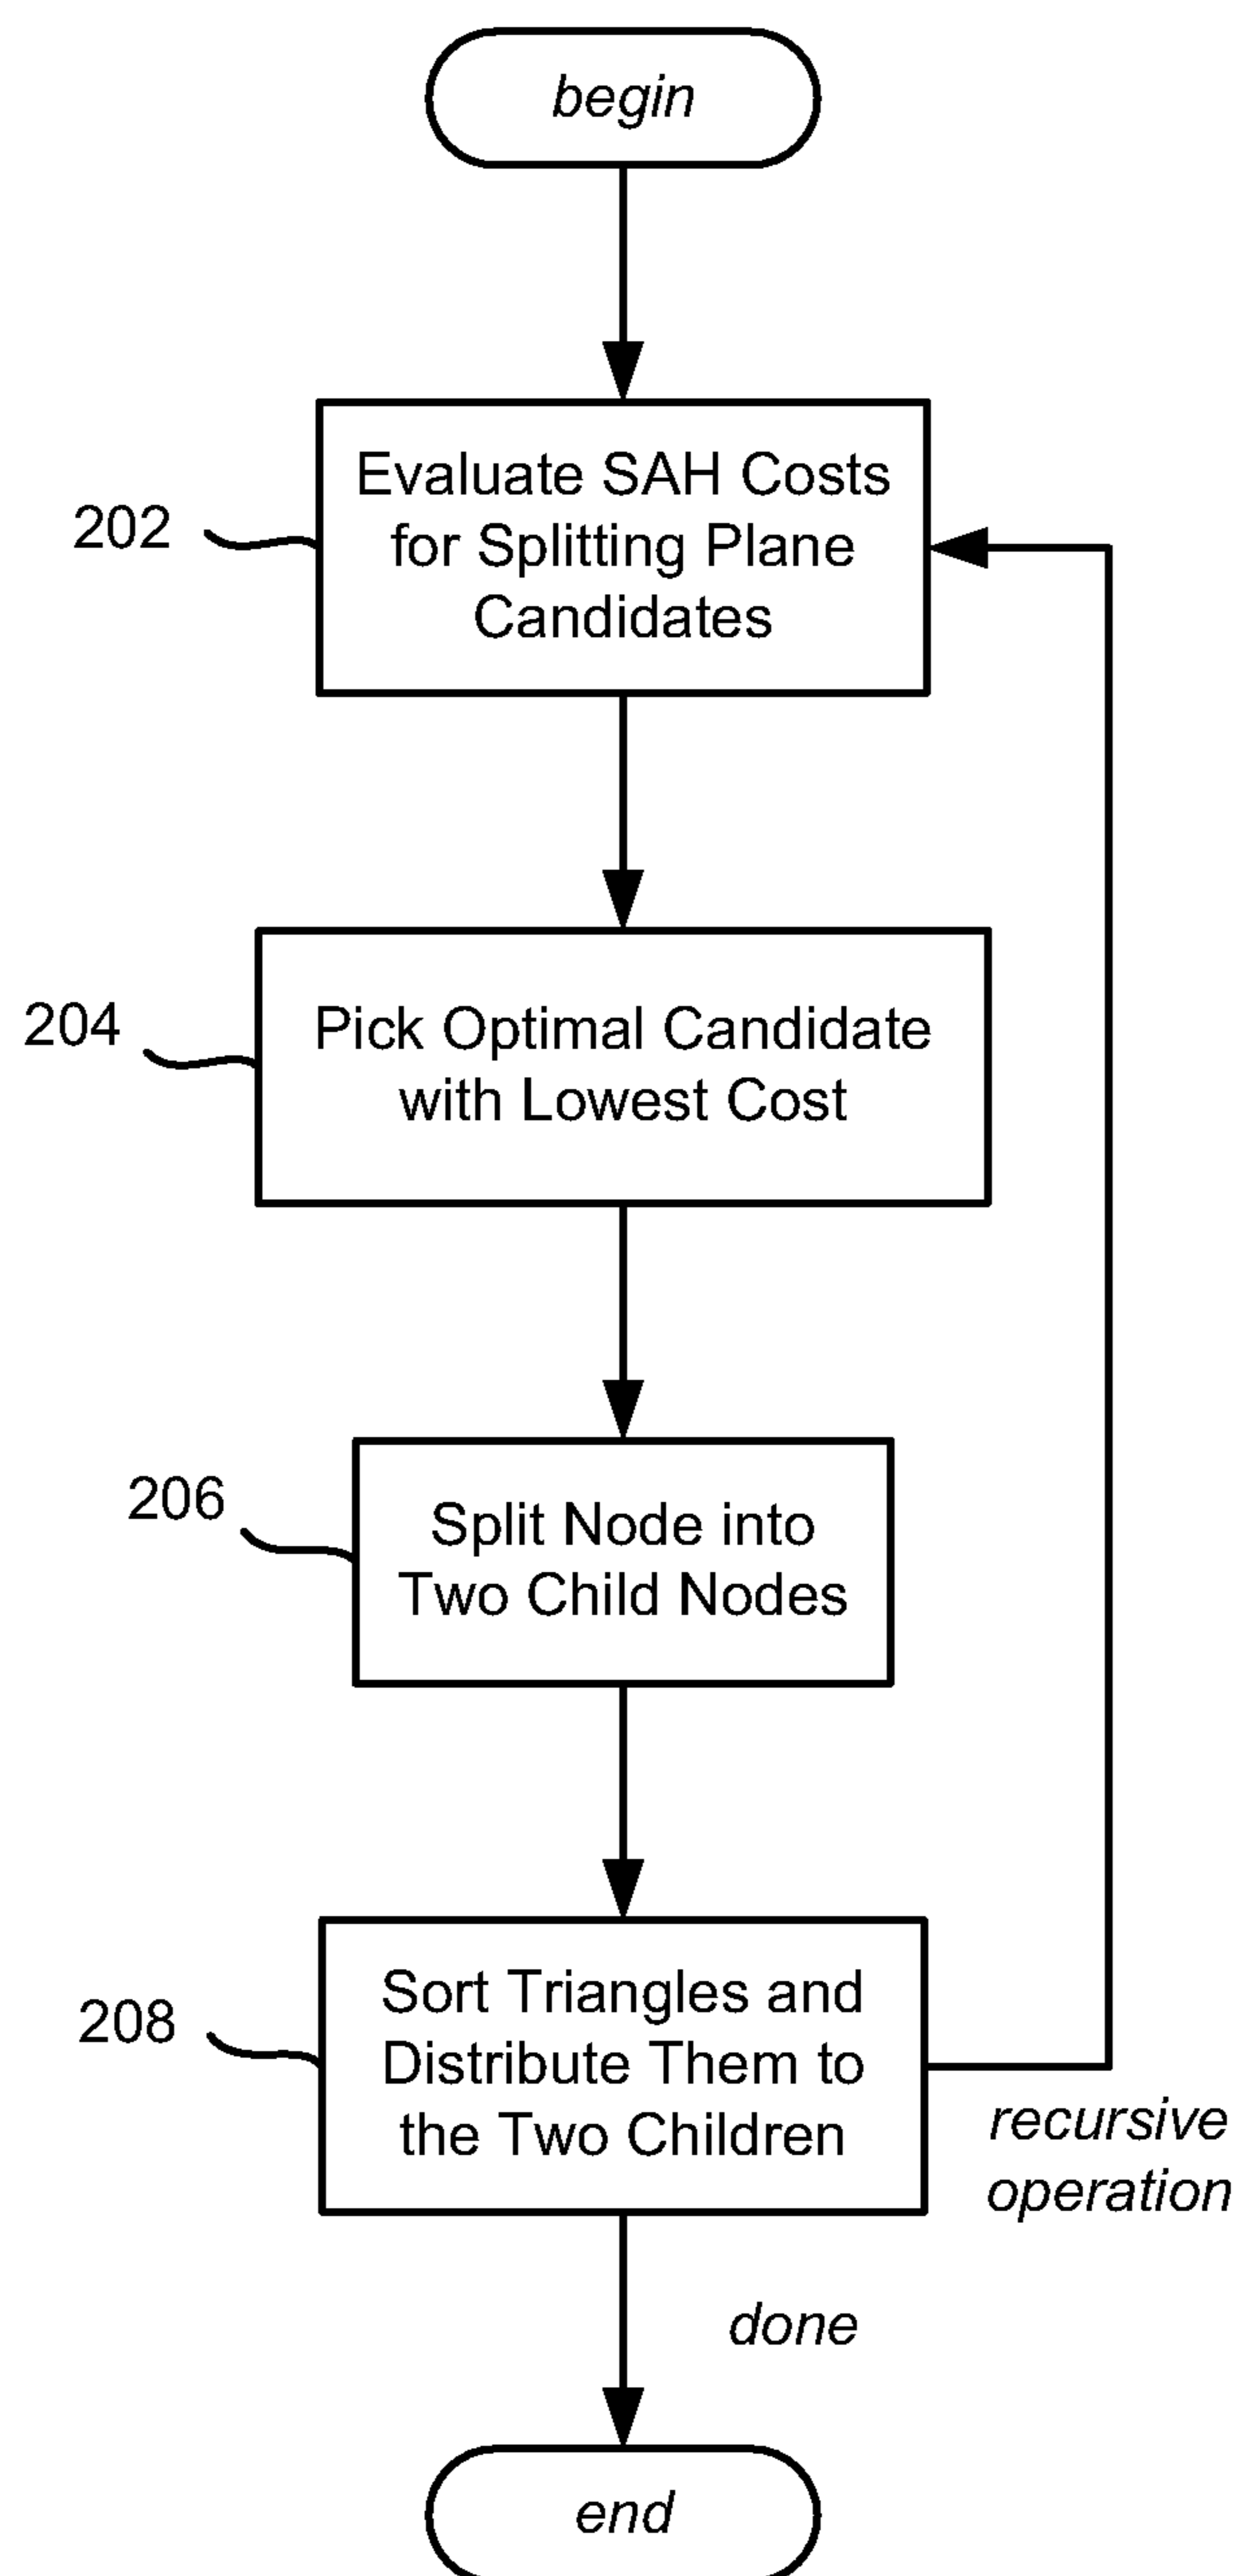 begin
202
Evaluate SAH Costs
for Splitting Plane
Candidates
204
Pick Optimal Candidate
with Lowest Cost
206
Split Node into
Two Child Nodes
208
Sort Triangles and
Distribute Them to
the Two Children
recursive
operation
done
end